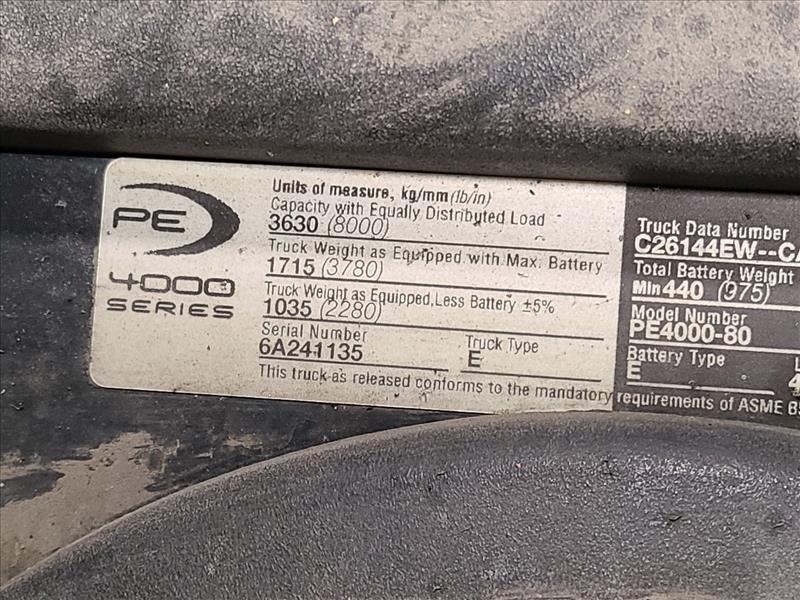 PE
4000
SERIES
Units of measure, kg/mm(lb/in)
Capacity with Equally Distributed Load
3630 (8000)
Truck Weight as Equipped with Max. Battery
1715 (3780)
Truck Weight as Equipped, Less Battery ±5%
1035 (2280)
Serial Number
6A241135
Truck Type
E
Truck Data Number
C26144EW--CA
Total Battery Weight
Min 440 (975)
Model Number
PE4000-80
Battery Type
E
This truck as released conforms to the mandatory requirements of ASME